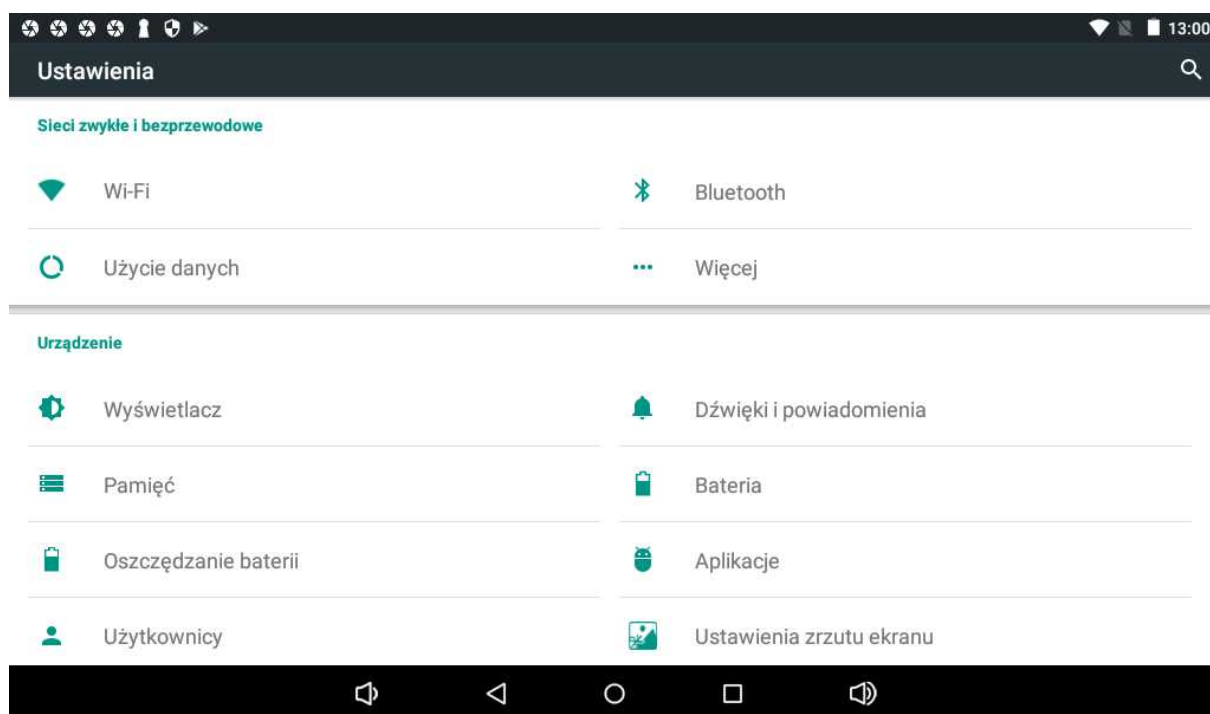 13:00
Ustawienia
Sieci zwykłe i bezprzewodowe
Wi-Fi
Bluetooth
Użycie danych
Więcej
Urządzenie
Wyświetlacz
Dźwięki i powiadomienia
Pamięć
Bateria
Oszczędzanie baterii
Aplikacje
Użytkownicy
Ustawienia zrzutu ekranu